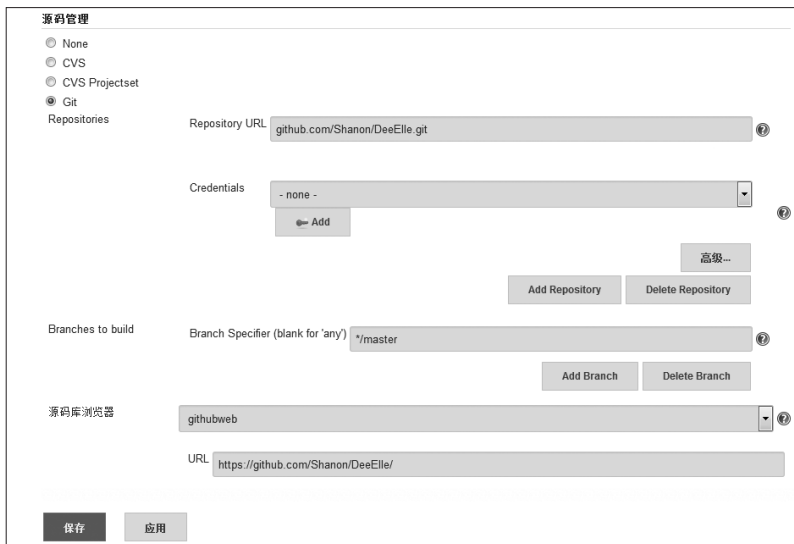 源码管理
None
CVS
CVS Projectset
Git
Repositories
Repository URL
github.com/Shanon/DeeElle.git
Credentials
- none -
Add
高级...
Add Repository
Delete Repository
Branches to build
Branch Specifier (blank for 'any')
*/master
Add Branch
Delete Branch
源码库浏览器
githubweb
URL
https://github.com/Shanon/DeeElle/
保存
应用